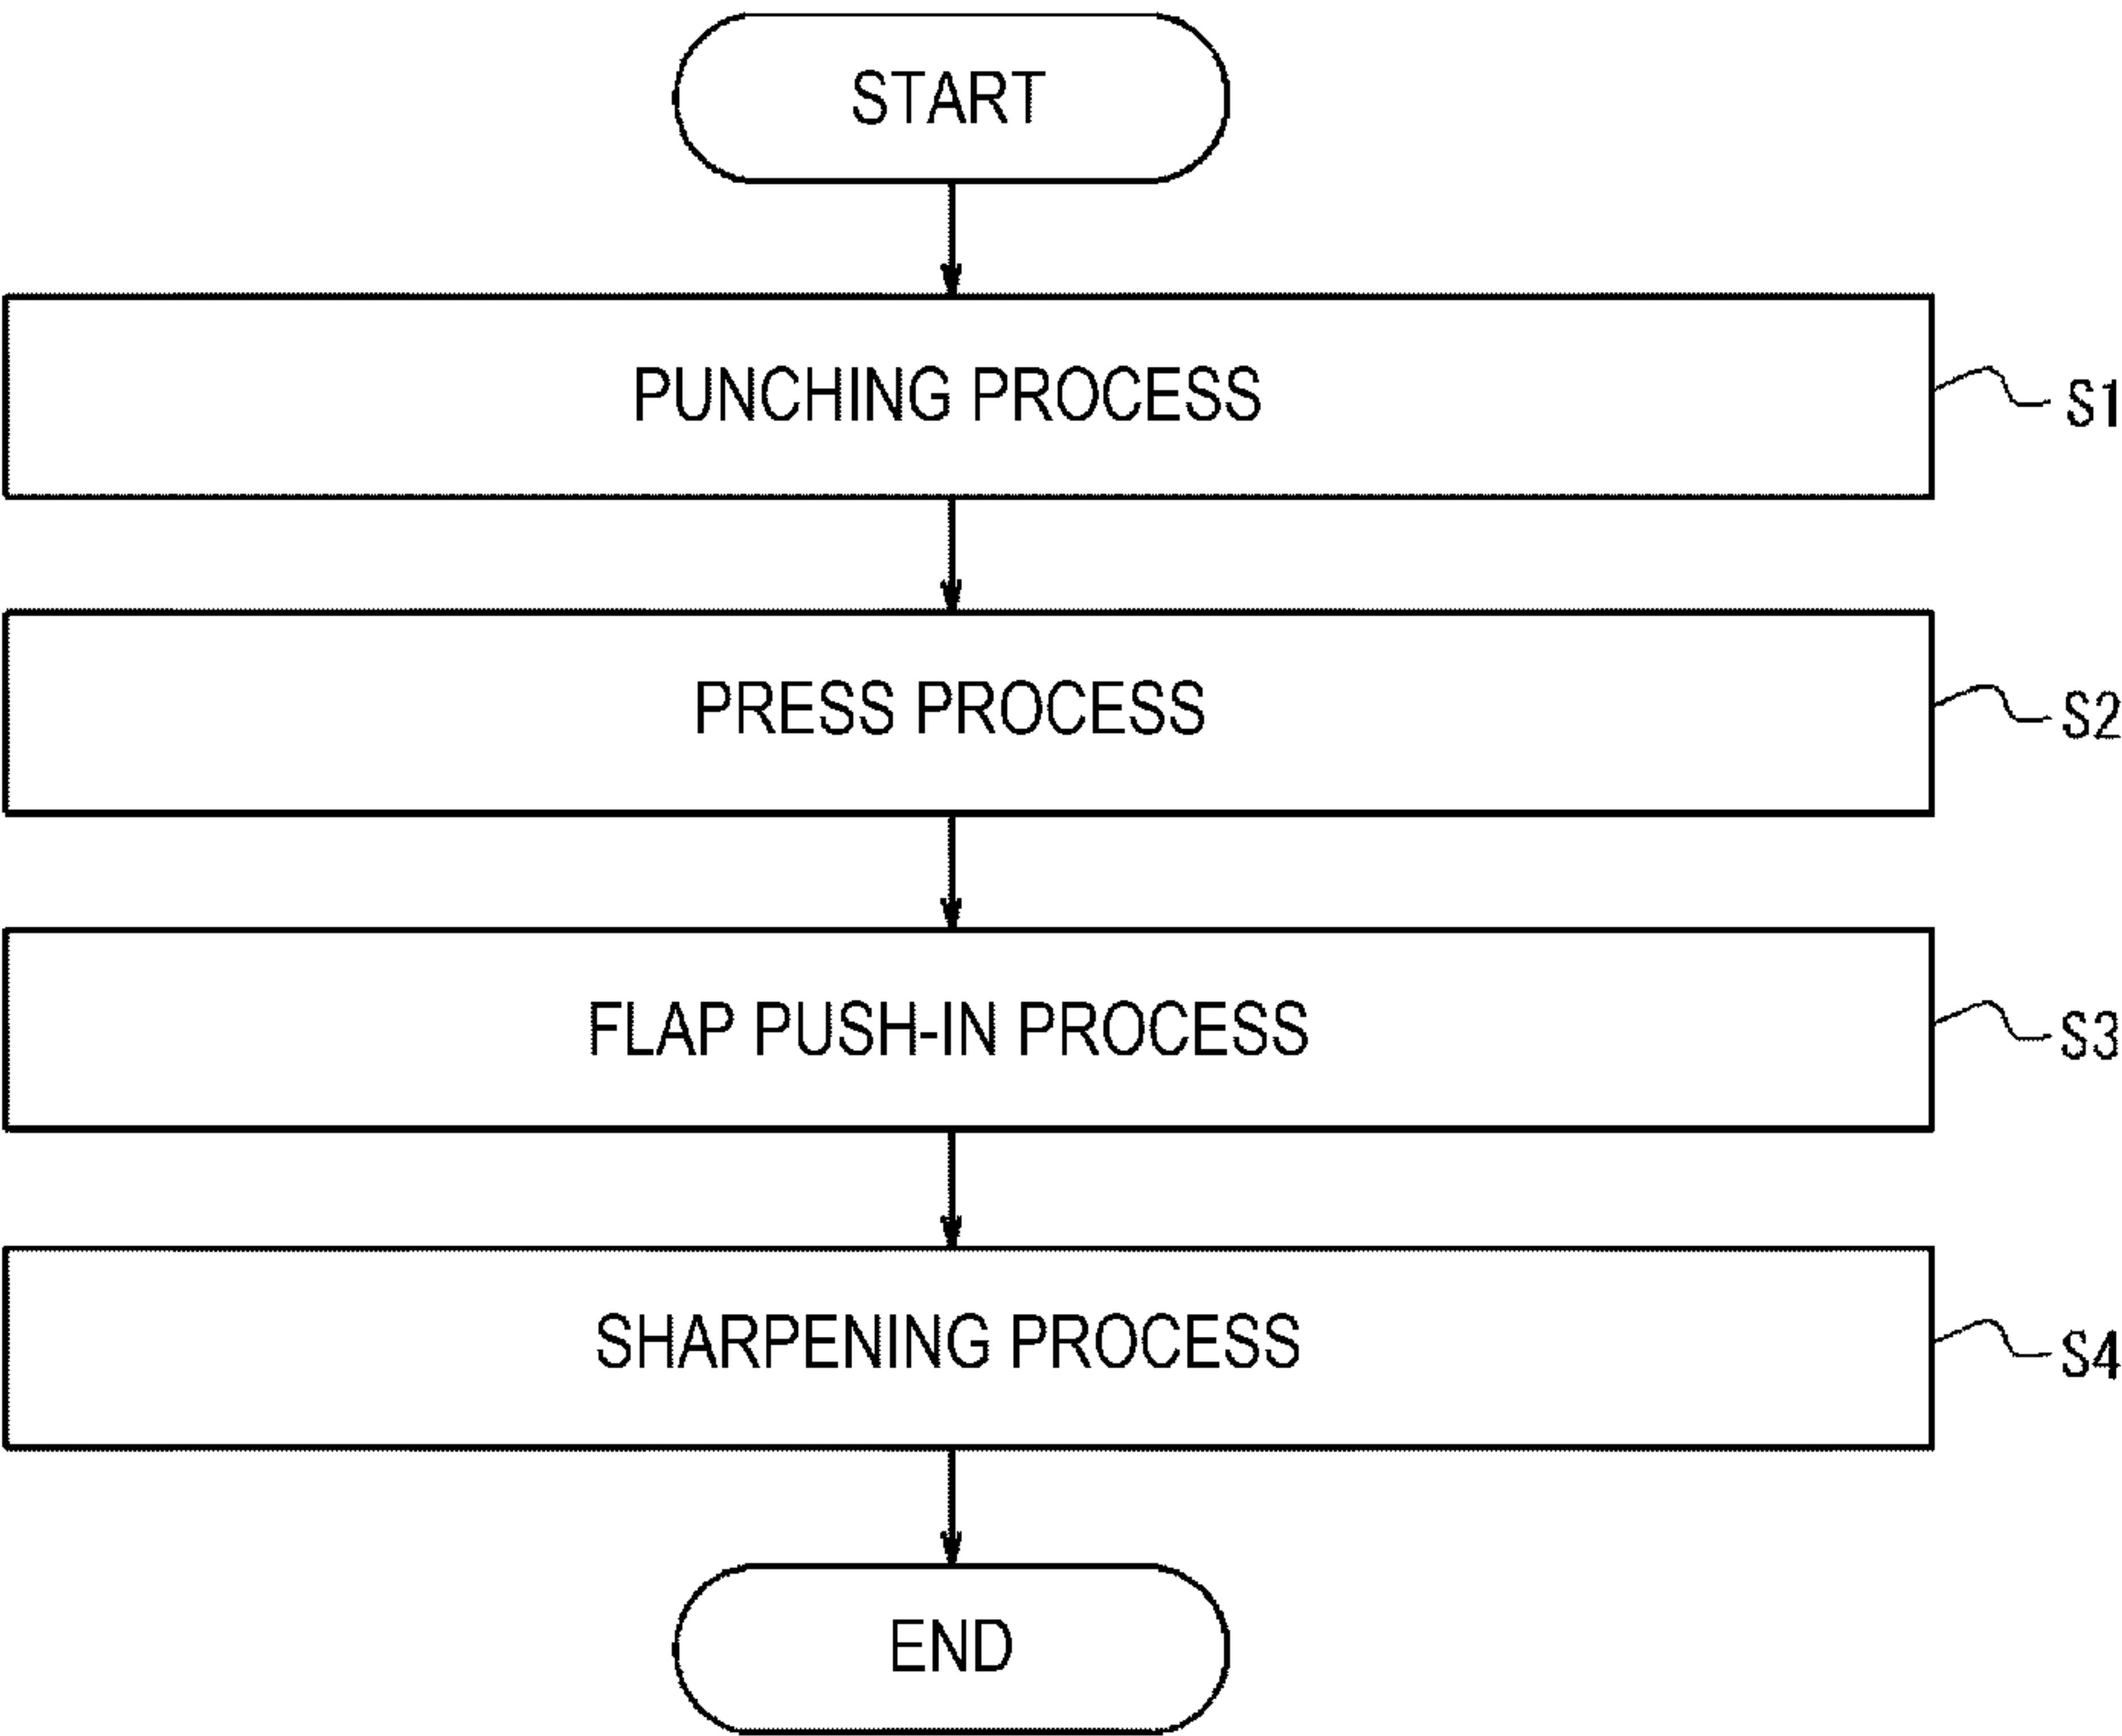 START
PUNCHING PROCESS
S1
PRESS PROCESS
S2
FLAP PUSH-IN PROCESS
S3
SHARPENING PROCESS
S4
END